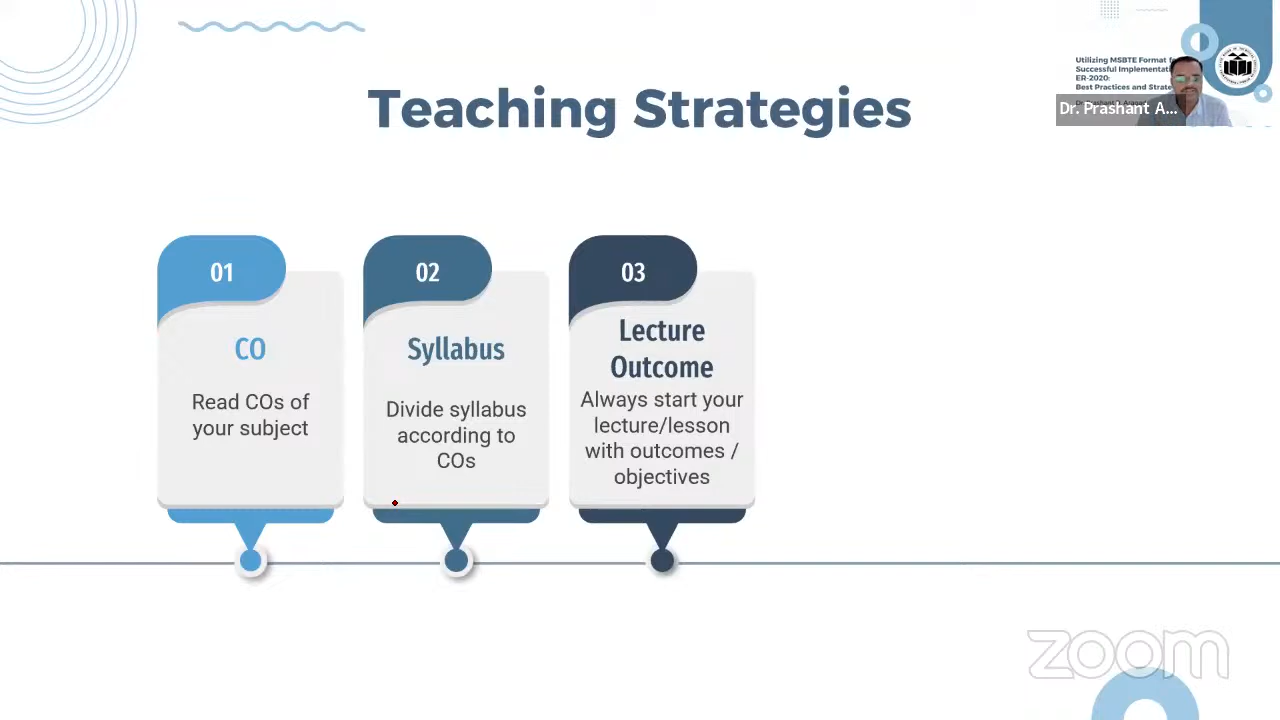 Teaching Strategies
Utilizing MSBTE Format
Successful
ER-2020:
Best Practices and
Dr. Prashant A...
01
CO
Read COs of
your subject
02
Syllabus
Divide syllabus
according to
COs
03
Lecture
Outcome
Always start your
lecture/lesson
with outcomes /
objectives
zoom